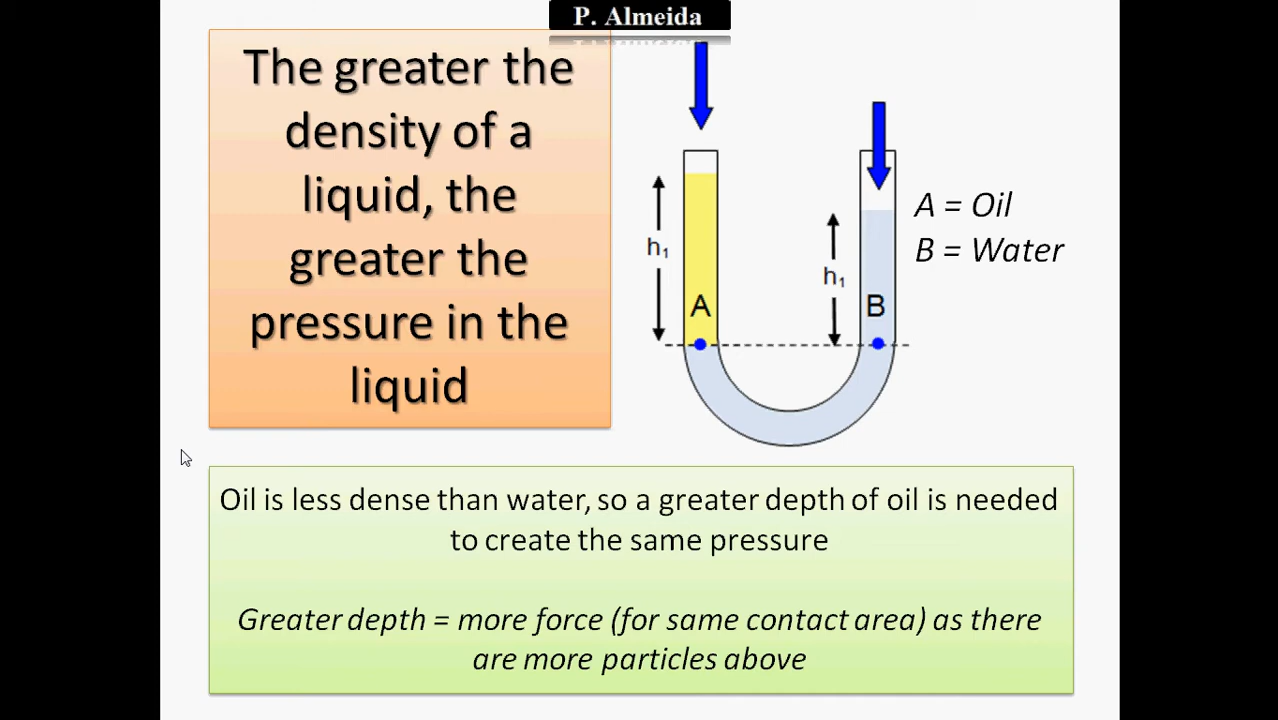 P. Almeida
The greater the
density of a
liquid, the
greater the
pressure in the
liquid
h₁
A
h₁
B
A = Oil
B = Water
Oil is less dense than water, so a greater depth of oil is needed
to create the same pressure
Greater depth = more force (for same contact area) as there
are more particles above